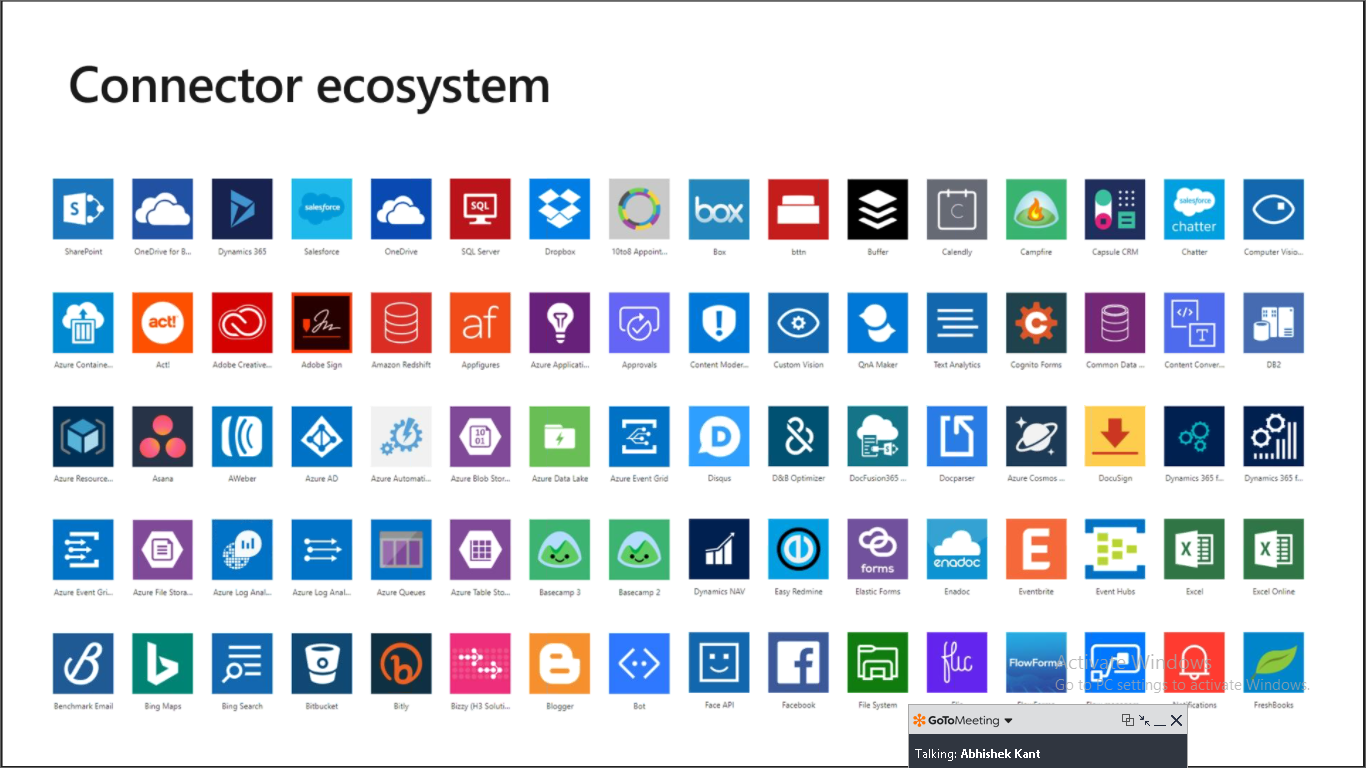 Connector ecosystem
S
salesforce
SQL
box
C
salesforce
chatter
SharePoint
OneDrive for B...
Dynamics 365
Salesforce
OneDrive
SQL Server
Dropbox
10to8 Appoint...
Box
bttn
Buffer
Calendly
Campfire
Capsule CRM
Chatter
Computer Visio...
act!
af
C
</>
T
Azure Containe...
Act!
Adobe Creative...
Adobe Sign
Amazon Redshift
Appfigures
Azure Applicati...
Approvals
Content Moder...
Custom Vision
QnA Maker
Text Analytics
Cognito Forms
Common Data ...
Content Conver...
DB2
10
01
D
&
Azure Resource...
Asana
AWeber
Azure AD
Azure Automati...
Azure Blob Stor...
Azure Data Lake
Azure Event Grid
Disqus
D&B Optimizer
DocFusion365 ...
Docparser
Azure Cosmos ...
DocuSign
Dynamics 365 f...
Dynamics 365 f...
forms
enadoc
E
X
X
Azure Event Gri...
Azure File Stora...
Azure Log Anal...
Azure Log Anal...
Azure Queues
Azure Table Sto...
Basecamp 3
Basecamp 2
Dynamics NAV
Easy Redmine
Elastic Forms
Enadoc
Eventbrite
Event Hubs
Excel
Excel Online
B
b
b
B
f
flic
FlowForma
Activate Windows
Go to PC settings to activate Windows.
Benchmark Email
Bing Maps
Bing Search
Bitbucket
Bitly
Bizzy (H3 Soluti...
Blogger
Bot
Face API
Facebook
File System
Notifications
FreshBooks
GoToMeeting
Talking: Abhishek Kant